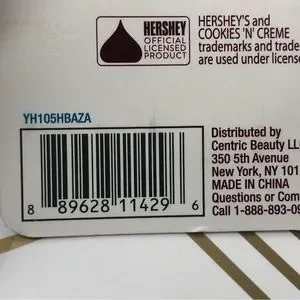 HERSHEY
OFFICIAL
LICENSED
PRODUCT
HERSHEY'S and
COOKIES 'N' CREME
trademarks and trade
are used under license
YH105HBAZA
8 89628 11429 6
Distributed by
Centric Beauty LL
350 5th Avenue
New York, NY 101
MADE IN CHINA
Questions or Com
Call 1-888-893-09